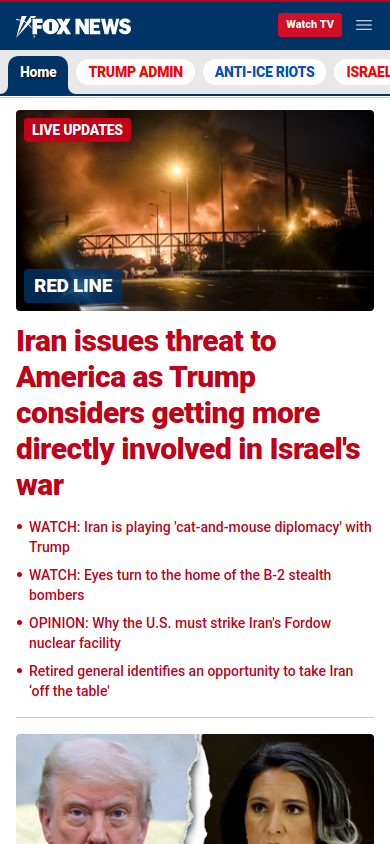 FOX NEWS
Watch TV
Home
TRUMP ADMIN
ANTI-ICE RIOTS
ISRAEL
LIVE UPDATES
RED LINE
Iran issues threat to
America as Trump
considers getting more
directly involved in Israel's
war
• WATCH: Iran is playing 'cat-and-mouse diplomacy' with
Trump
• WATCH: Eyes turn to the home of the B-2 stealth
bombers
• OPINION: Why the U.S. must strike Iran's Fordow
nuclear facility
• Retired general identifies an opportunity to take Iran
‘off the table'